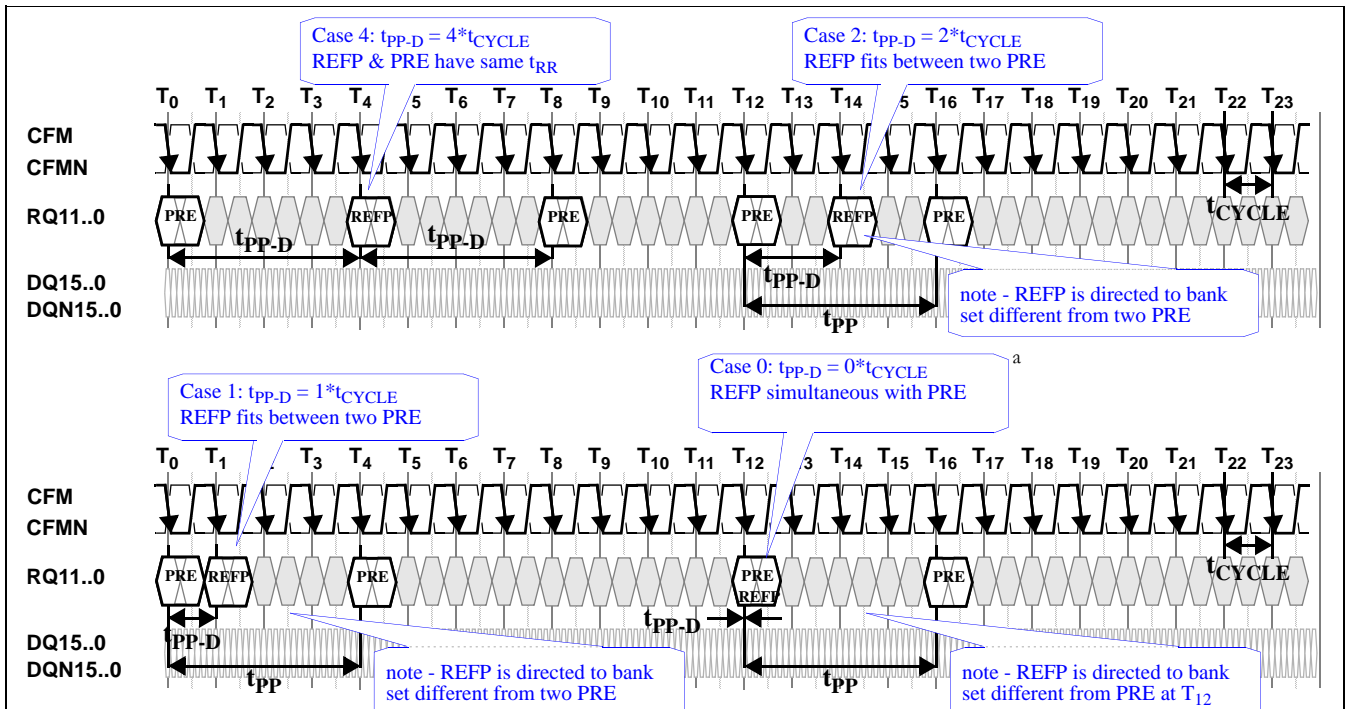 Case 4: tPP-D = 4*tCYCLE
REFP & PRE have same tRR
Case 2: tPP-D = 2*tCYCLE
REFP fits between two PRE
T0 T1 T2 T3 T4 5 T6 T7 T8 T9 T10 T11 T12 T13 T14 5 T16 T17 T18 T19 T20 T21 T22 T23
CFM
CFMN
RQ11..0 PRE REFP PRE PRE REFP PRE tCYCLE
tPP-D tPP-D tPP-D
DQ15..0
DQN15..0
tPP
note - REFP is directed to bank
set different from two PRE
Case 1: tPP-D = 1*tCYCLE
REFP fits between two PRE
Case 0: tPP-D = 0*tCYCLE
REFP simultaneous with PRE
a
T0 T1 T3 T4 T5 T6 T7 T8 T9 T10 T11 T12 3 T14 T15 T16 T17 T18 T19 T20 T21 T22 T23
CFM
CFMN
RQ11..0 PRE REFP PRE PRE PRE tCYCLE
REFP
tPP-D tPP-D
DQ15..0
DQN15..0
tPP tPP
note - REFP is directed to bank
set different from two PRE
note - REFP is directed to bank
set different from PRE at T12